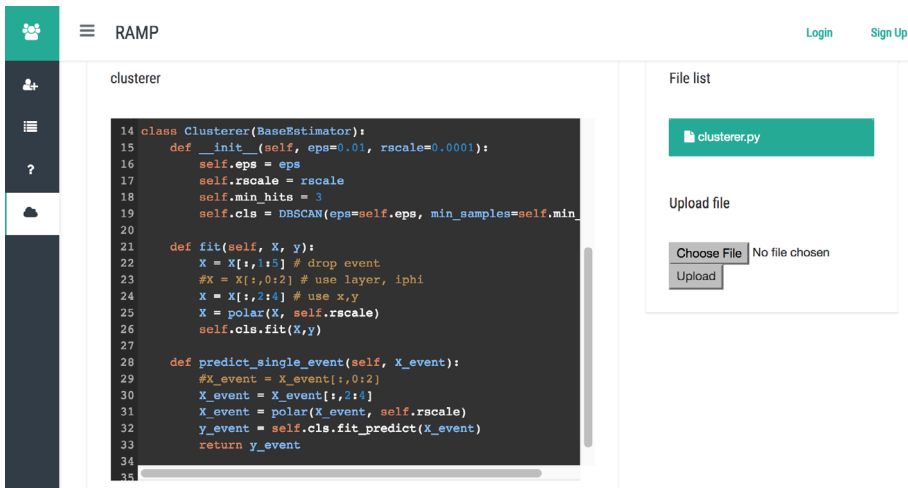 RAMP
Login
Sign Up
clusterer
14 class Clusterer(BaseEstimator):
15     def __init__(self, eps=0.01, rscale=0.0001):
16         self.eps = eps
17         self.rscale = rscale
18         self.min_hits = 3
19         self.cls = DBSCAN(eps=self.eps, min_samples=self.min_
20
21     def fit(self, X, y):
22         X = X[:,1:5] # drop event
23         #X = X[:,0:2] # use layer, iphi
24         X = X[:,2:4] # use x,y
25         X = polar(X, self.rscale)
26         self.cls.fit(X,y)
27
28     def predict_single_event(self, X_event):
29         #X_event = X_event[:,0:2]
30         X_event = X_event[:,2:4]
31         X_event = polar(X_event, self.rscale)
32         y_event = self.cls.fit_predict(X_event)
33         return y_event
34
35
File list
clusterer.py
Upload file
Choose File No file chosen
Upload